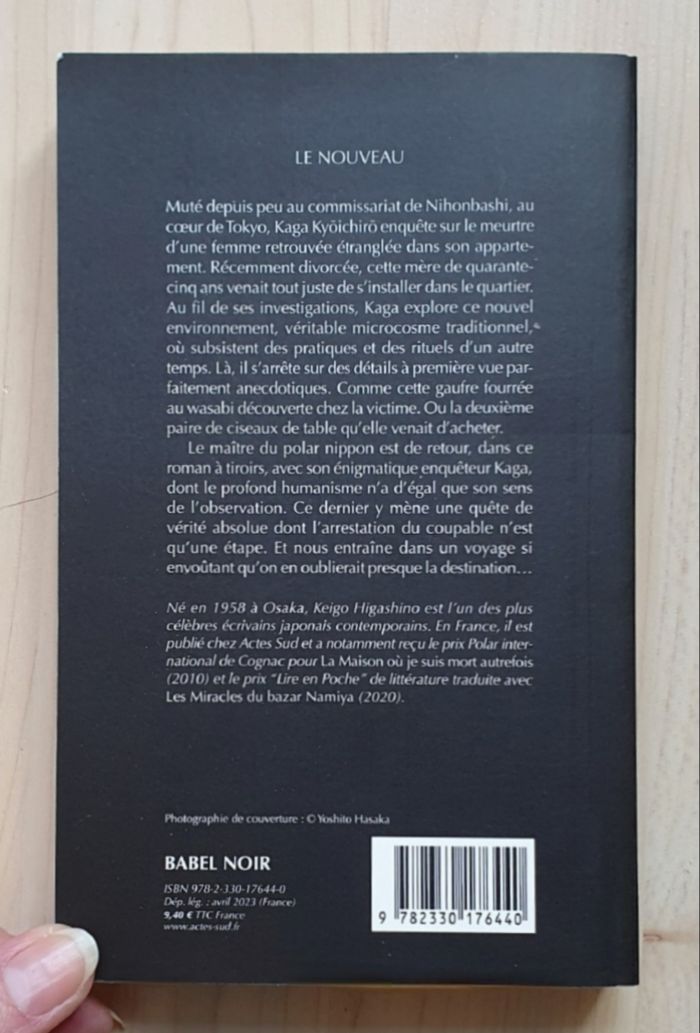 LE NOUVEAU
Muté depuis peu au commissariat de Nihonbashi, au
cœur de Tokyo, Kaga Kyōichirō enquête sur le meurtre
d'une femme retrouvée étranglée dans son apparte-
ment. Récemment divorcée, cette mère de quarante-
cinq ans venait tout juste de s'installer dans le quartier.
Au fil de ses investigations, Kaga explore ce nouvel
environnement, véritable microcosme traditionnel,
où subsistent des pratiques et des rituels d'un autre
temps. Là, il s'arrête sur des détails à première vue par-
faitement anecdotiques. Comme cette gaufre fourrée
au wasabi découverte chez la victime. Ou la deuxième
paire de ciseaux de table qu'elle venait d'acheter.
Le maître du polar nippon est de retour, dans ce
roman à tiroirs, avec son énigmatique enquêteur Kaga,
dont le profond humanisme n'a d'égal que son sens
de l'observation. Ce dernier y mène une quête de
vérité absolue dont l'arrestation du coupable n'est
qu'une étape. Et nous entraîne dans un voyage si
envoûtant qu'on en oublierait presque la destination…
Né en 1958 à Osaka, Keigo Higashino est l'un des plus
célèbres écrivains japonais contemporains. En France, il est
publié chez Actes Sud et a notamment reçu le prix Polar inter-
national de Cognac pour La Maison où je suis mort autrefois
(2010) et le prix "Lire en Poche" de littérature traduite avec
Les Miracles du bazar Namiya (2020).
Photographie de couverture : © Yoshito Hasaka
BABEL NOIR
ISBN 978-2-330-17644-0
Dép. lég. : avril 2023 (France)
9,40 € TTC France
www.actes-sud.fr
9 782330 176440